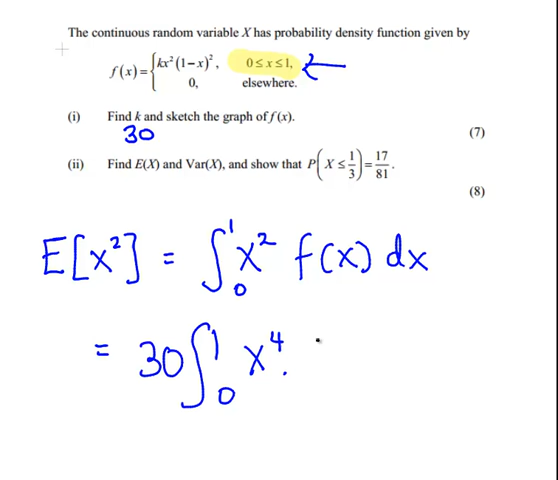 The continuous random variable X has probability density function given by
f(x) = { kx²(1−x)², 0 ≤ x ≤ 1,
0, elsewhere.
(i) Find k and sketch the graph of f(x).
30 (7)
(ii) Find E(X) and Var(X), and show that P(X ≤ 1/3) = 17/81.
(8)
E[x²] = ∫₀¹ x² f(x) dx
= 30 ∫₀¹ x⁴ .